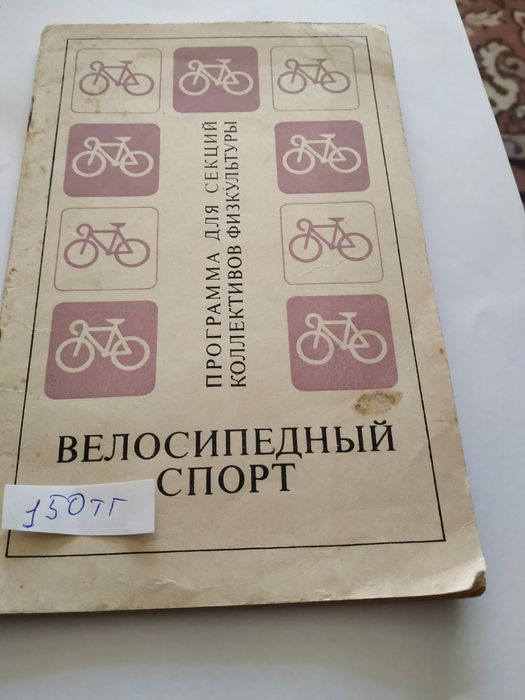 ПРОГРАММА ДЛЯ СЕКЦИЙ
КОЛЛЕКТИВОВ ФИЗКУЛЬТУРЫ
ВЕЛОСИПЕДНЫЙ
СПОРТ
150тг